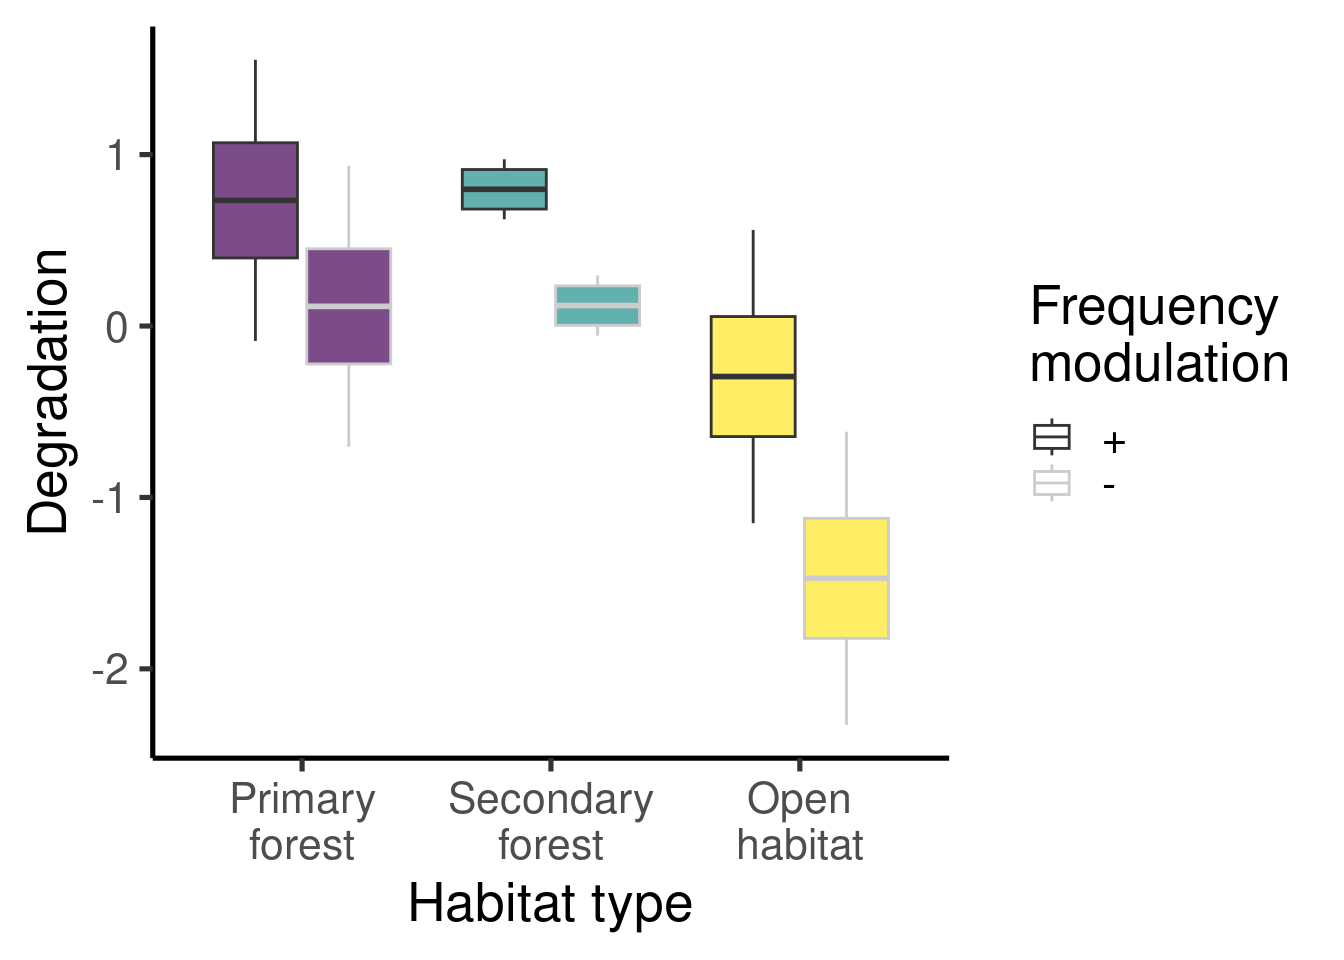 Degradation
1
0
-1
-2
Primary
forest
Secondary
forest
Open
habitat
Habitat type
Frequency
modulation
+
-